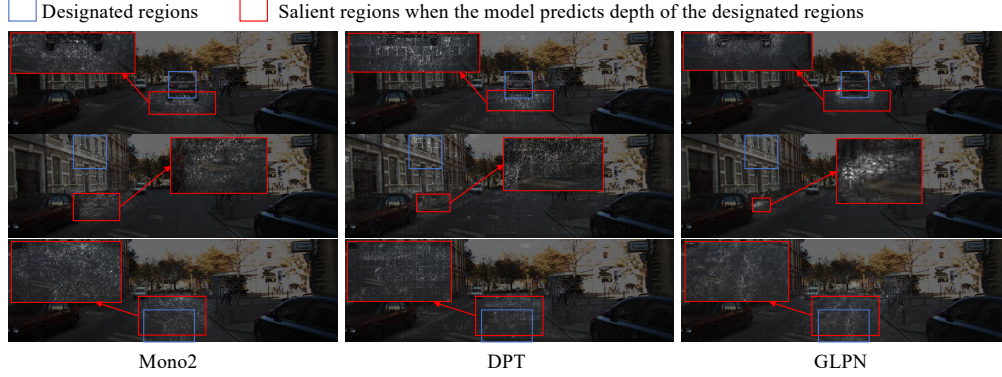 Designated regions
Salient regions when the model predicts depth of the designated regions
Mono2
DPT
GLPN